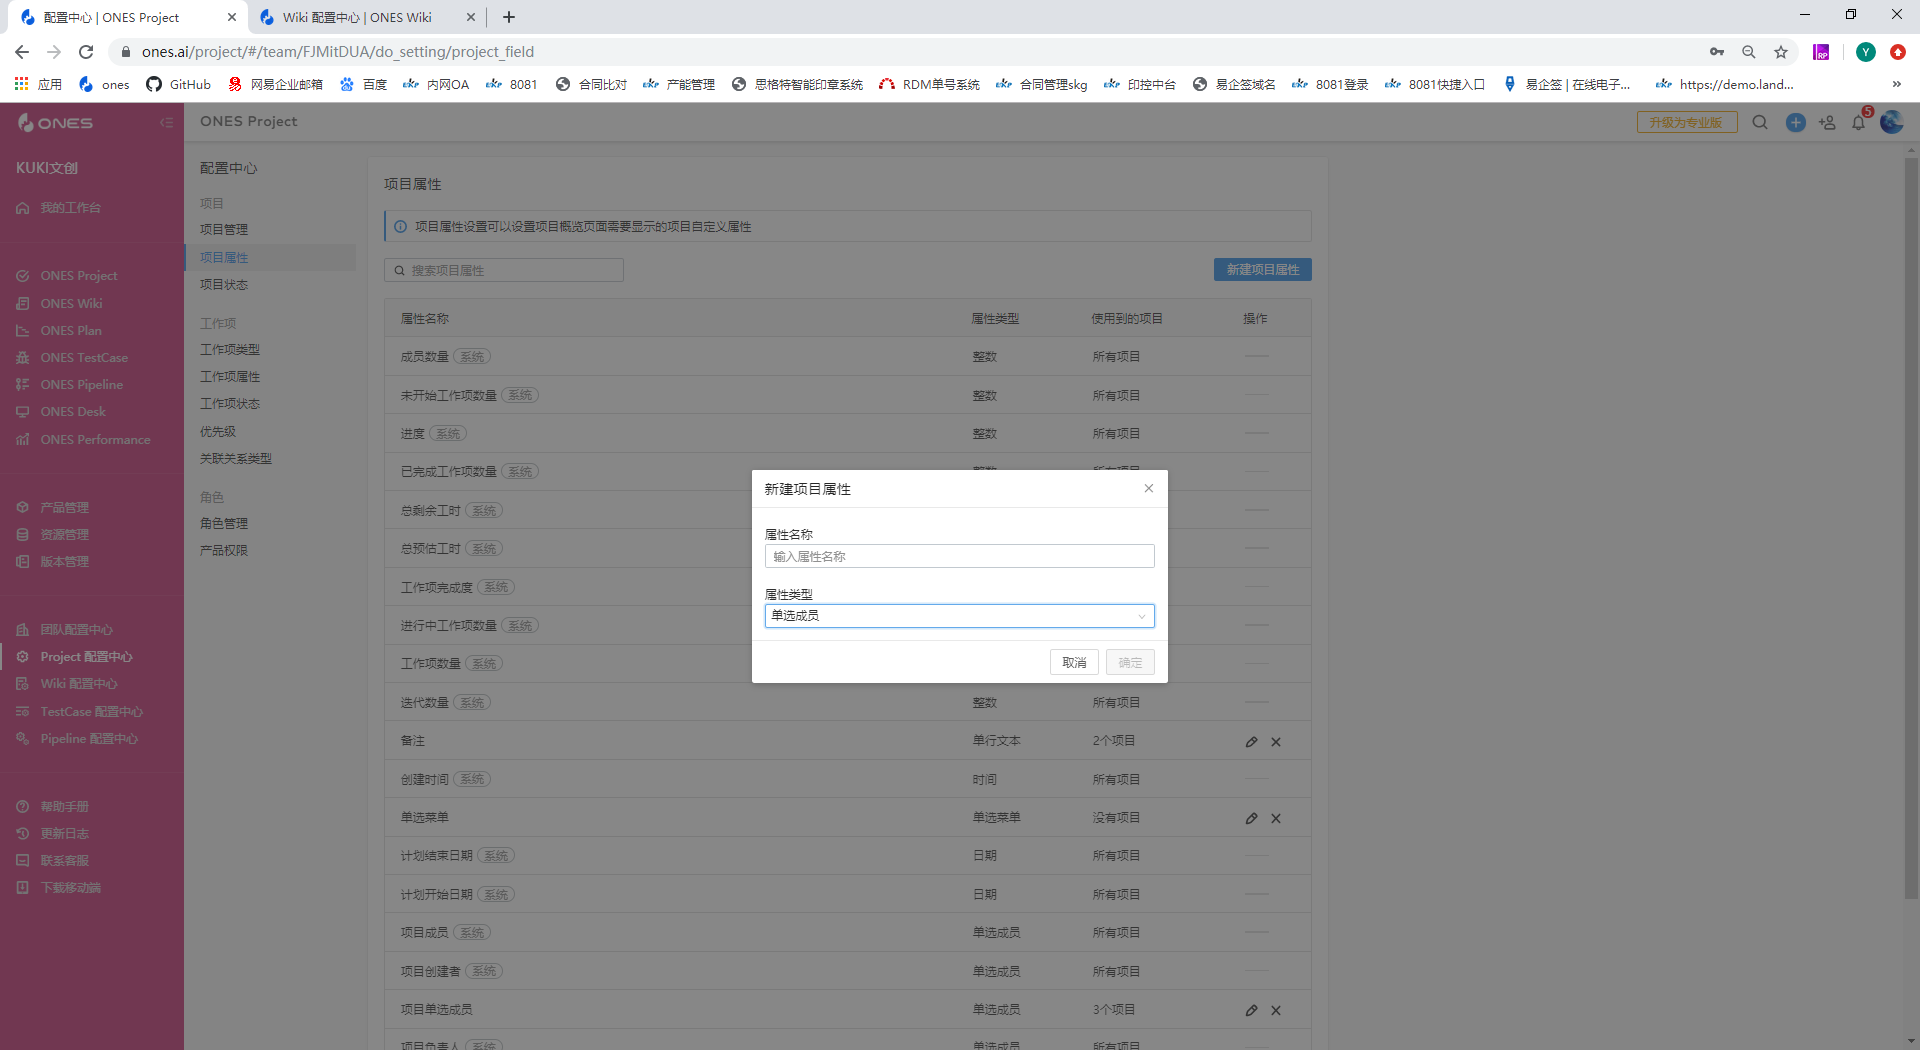 配置中心 | ONES Project
Wiki 配置中心 | ONES Wiki
ones.ai/project/#/team/FJMitDUA/do_setting/project_field
Y
应用
ones
GitHub
网易企业邮箱
百度
内网OA
8081
合同比对
产能管理
思格特智能印章系统
RDM单号系统
合同管理skg
印控中台
易企签域名
8081登录
8081快捷入口
易企签 | 在线电子...
https://demo.land...
ONES
ONES Project
升级为专业版
5
KUKI文创
我的工作台
ONES Project
ONES Wiki
ONES Plan
ONES TestCase
ONES Pipeline
ONES Desk
ONES Performance
产品管理
资源管理
版本管理
团队配置中心
Project 配置中心
Wiki 配置中心
TestCase 配置中心
Pipeline 配置中心
帮助手册
更新日志
联系客服
下载移动端
配置中心
项目
项目管理
项目属性
项目状态
工作项
工作项类型
工作项属性
工作项状态
优先级
关联关系类型
角色
角色管理
产品权限
项目属性
项目属性设置可以设置项目概览页面需要显示的项目自定义属性
搜索项目属性
新建项目属性
属性名称 属性类型 使用到的项目 操作
成员数量 系统 整数 所有项目
未开始工作项数量 系统 整数 所有项目
进度 系统 整数 所有项目
已完成工作项数量 系统 整数 所有项目
总剩余工时 系统
总预估工时 系统
工作项完成度 系统
进行中工作项数量 系统
工作项数量 系统
迭代数量 系统 整数 所有项目
备注 单行文本 2个项目
创建时间 系统 时间 所有项目
单选菜单 单选菜单 没有项目
计划结束日期 系统 日期 所有项目
计划开始日期 系统 日期 所有项目
项目成员 系统 单选成员 所有项目
项目创建者 系统 单选成员 所有项目
项目单选成员 单选成员 3个项目
项目负责人 系统 单选成员 所有项目
新建项目属性
属性名称
输入属性名称
属性类型
单选成员
取消
确定